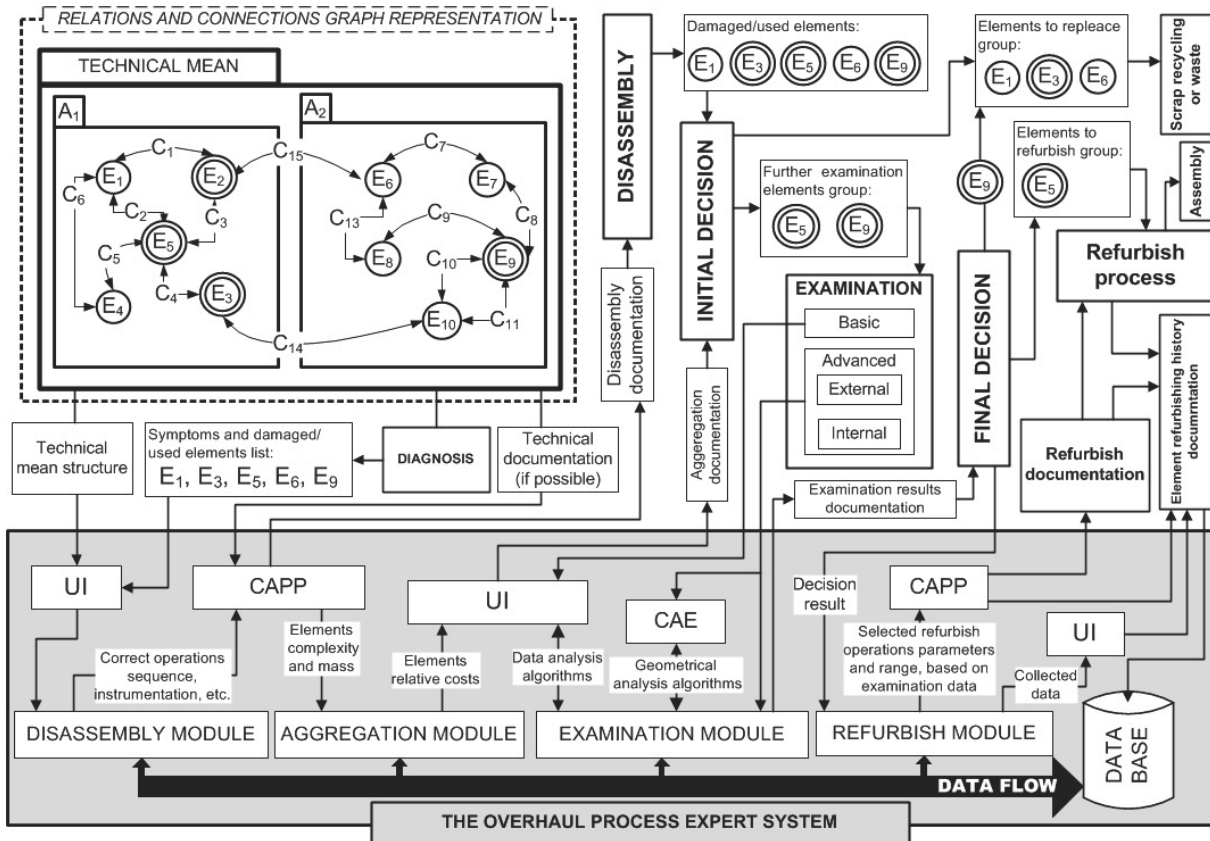 RELATIONS AND CONNECTIONS GRAPH REPRESENTATION
TECHNICAL MEAN
A1
A2
C1
C15
C7
E1
E2
E6
E7
C6
C2
C3
C13
C9
C8
E5
C5
E8
C10
E9
C4
E3
E4
E10
C11
C14
Technical
mean structure
Symptoms and damaged/
used elements list:
E1, E3, E5, E6, E9
DIAGNOSIS
Technical
documentation
(if possible)
DISASSEMBLY
Disassembly
documentation
Damaged/used elements:
E1 E3 E5 E6 E9
INITIAL DECISION
Aggeregation
documentation
Further examination
elements group:
E5 E9
EXAMINATION
Basic
Advanced
External
Internal
Examination results
documentation
FINAL DECISION
E9
Elements to repleace
group:
E1 E3 E6
Elements to
refurbish group:
E5
Scrap recycling
or waste
Assembly
Refurbish
process
Refurbish
documentation
Element refurbishing history
documrntation
UI
CAPP
UI
CAE
CAPP
UI
Correct operations
sequence,
instrumentation, etc.
Elements
complexity
and mass
Elements
relative costs
Data analysis
algorithms
Geometrical
analysis algorithms
Decision
result
Selected refurbish
operations parameters
and range, based on
examination data
Collected
data
DISASSEMBLY MODULE
AGGREGATION MODULE
EXAMINATION MODULE
REFURBISH MODULE
DATA
BASE
DATA FLOW
THE OVERHAUL PROCESS EXPERT SYSTEM